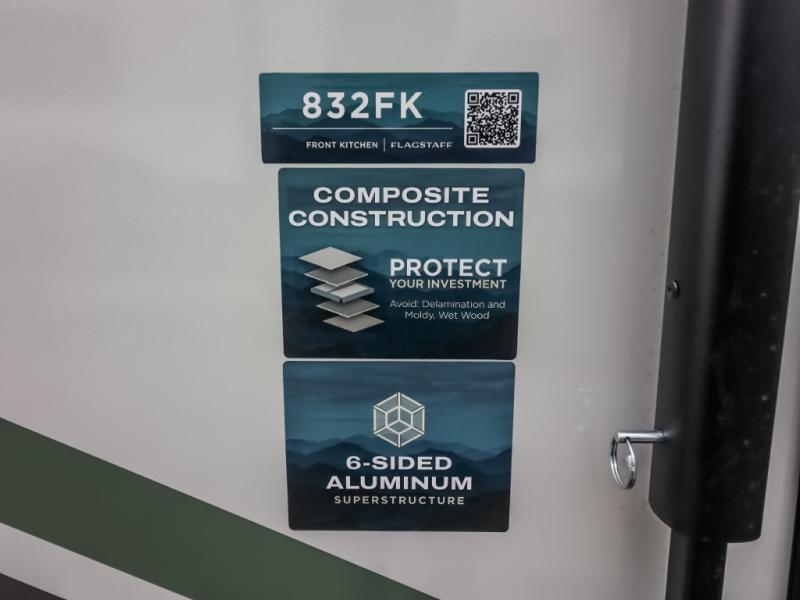 832FK
FRONT KITCHEN | FLAGSTAFF
COMPOSITE
CONSTRUCTION
PROTECT
YOUR INVESTMENT
Avoid: Delamination and
Moldy, Wet Wood
6-SIDED
ALUMINUM
SUPERSTRUCTURE